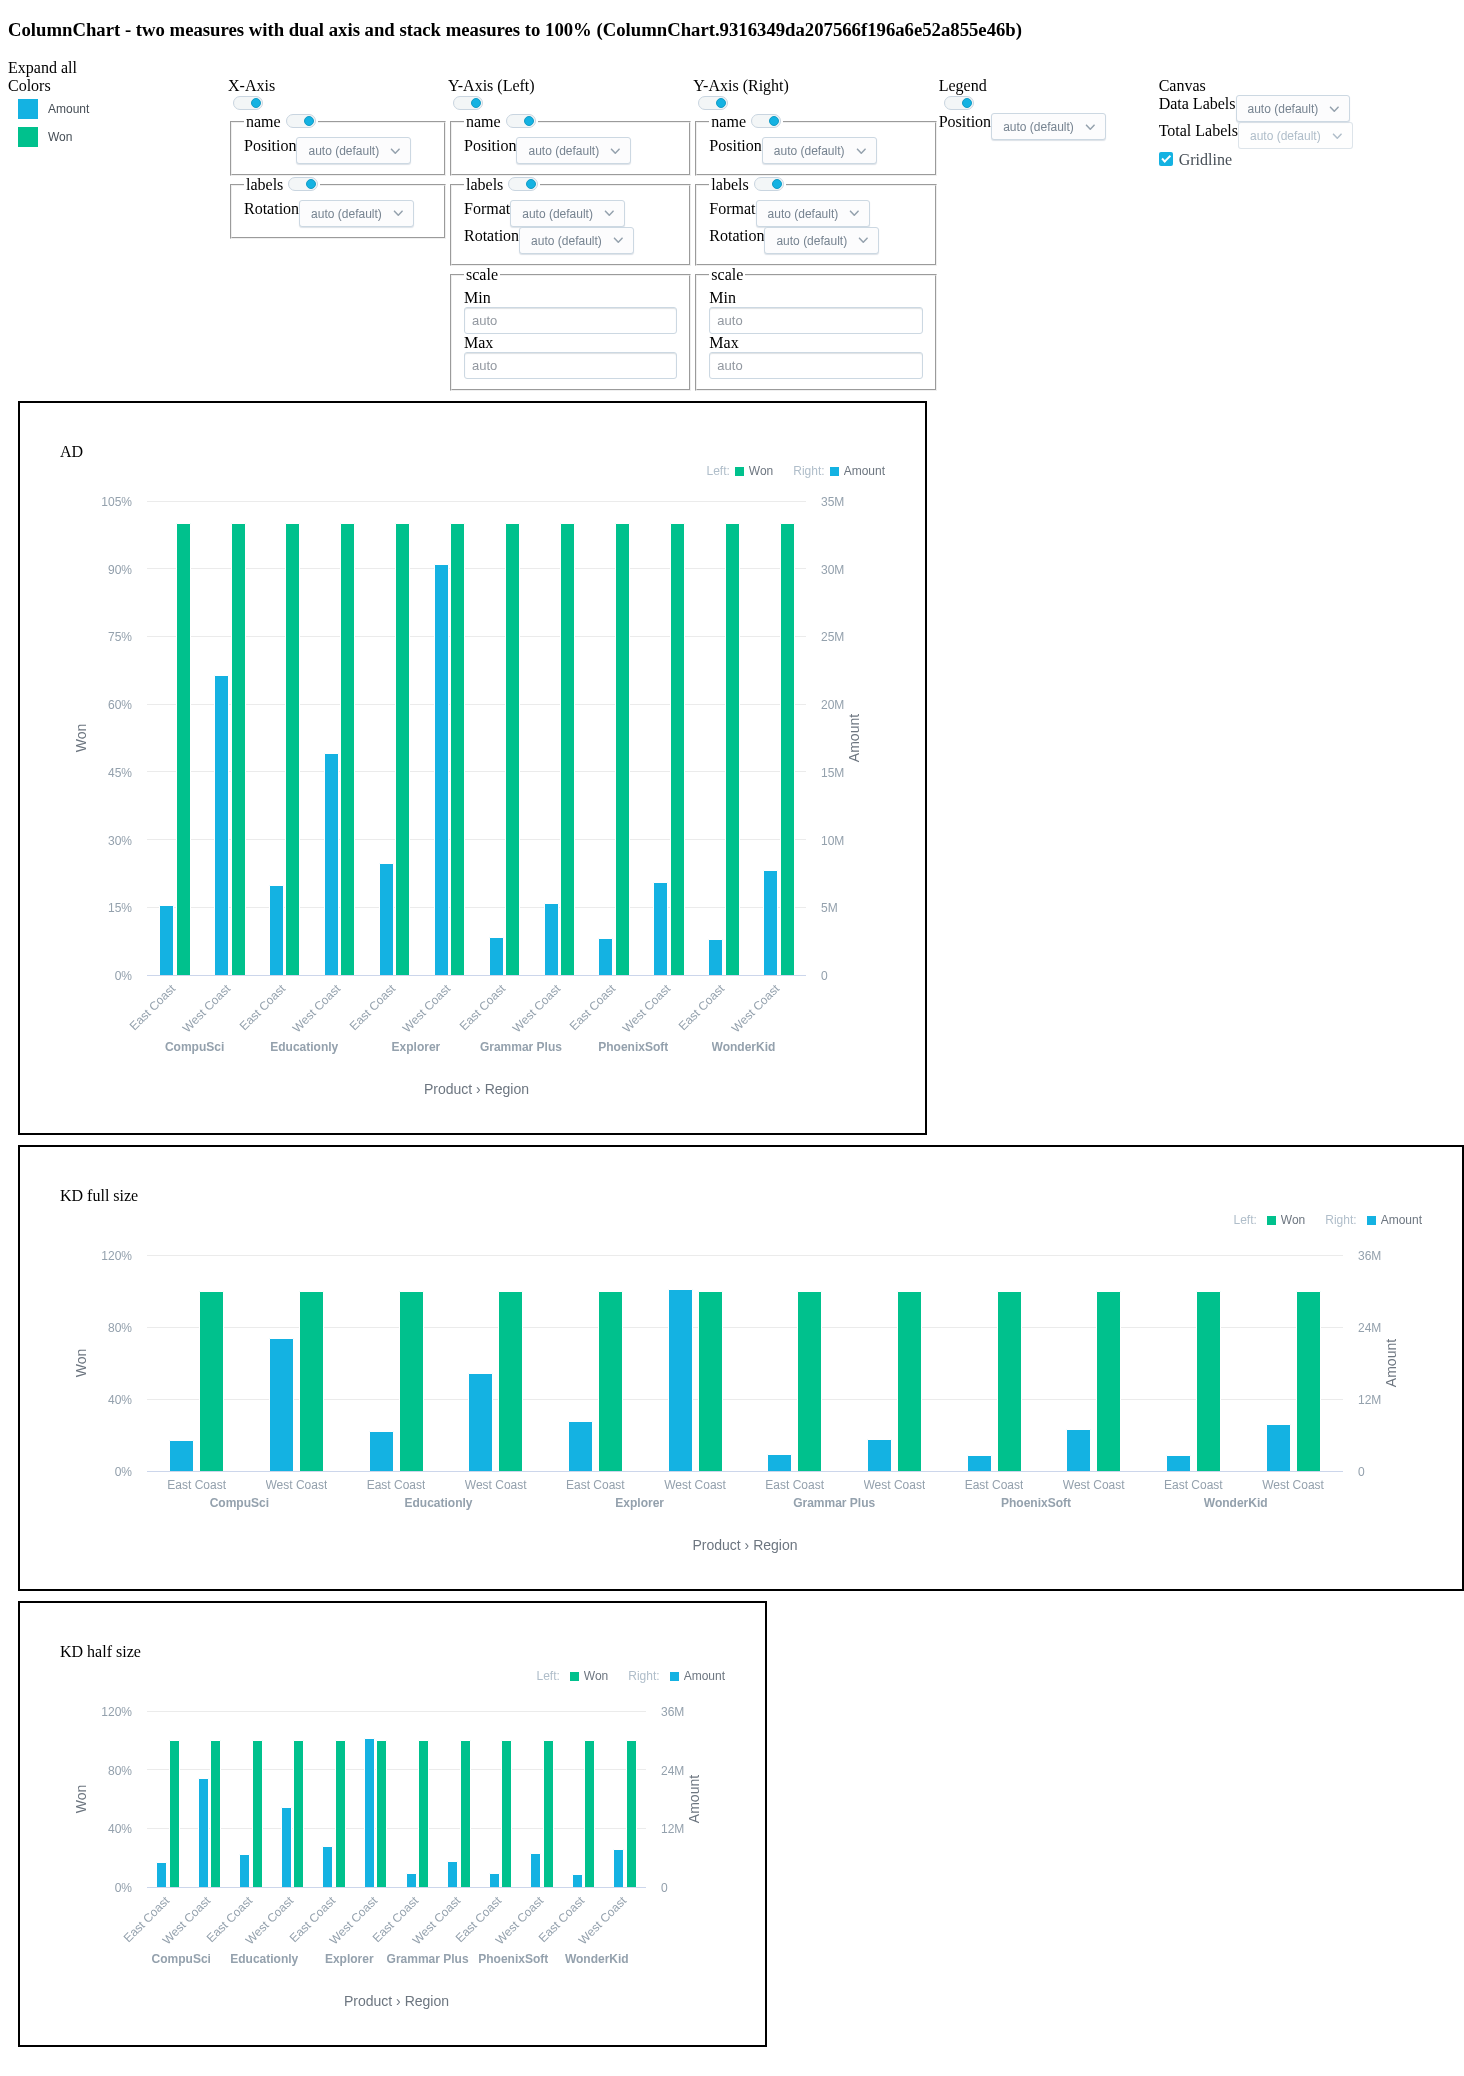 ColumnChart - two measures with dual axis and stack measures to 100% (ColumnChart.9316349da207566f196a6e52a855e46b)
Expand all
Colors
Amount
Won
X-Axis
name
Position auto (default)
labels
Rotation auto (default)
Y-Axis (Left)
name
Position auto (default)
labels
Format auto (default)
Rotation auto (default)
scale
Min
auto
Max
auto
Y-Axis (Right)
name
Position auto (default)
labels
Format auto (default)
Rotation auto (default)
scale
Min
auto
Max
auto
Legend
Position auto (default)
Canvas
Data Labels auto (default)
Total Labels auto (default)
Gridline
AD
Left: Won Right: Amount
105% 35M
90% 30M
75% 25M
60% 20M
Won
Amount
45% 15M
30% 10M
15% 5M
0% 0
East Coast West Coast East Coast West Coast East Coast West Coast East Coast West Coast East Coast West Coast East Coast West Coast
CompuSci Educationly Explorer Grammar Plus PhoenixSoft WonderKid
Product › Region
KD full size
Left: Won Right: Amount
120% 36M
80% 24M
Won
Amount
40% 12M
0% 0
East Coast West Coast East Coast West Coast East Coast West Coast East Coast West Coast East Coast West Coast East Coast West Coast
CompuSci Educationly Explorer Grammar Plus PhoenixSoft WonderKid
Product › Region
KD half size
Left: Won Right: Amount
120% 36M
80% 24M
Won
Amount
40% 12M
0% 0
East Coast West Coast East Coast West Coast East Coast West Coast East Coast West Coast East Coast West Coast East Coast West Coast
CompuSci Educationly Explorer Grammar Plus PhoenixSoft WonderKid
Product › Region